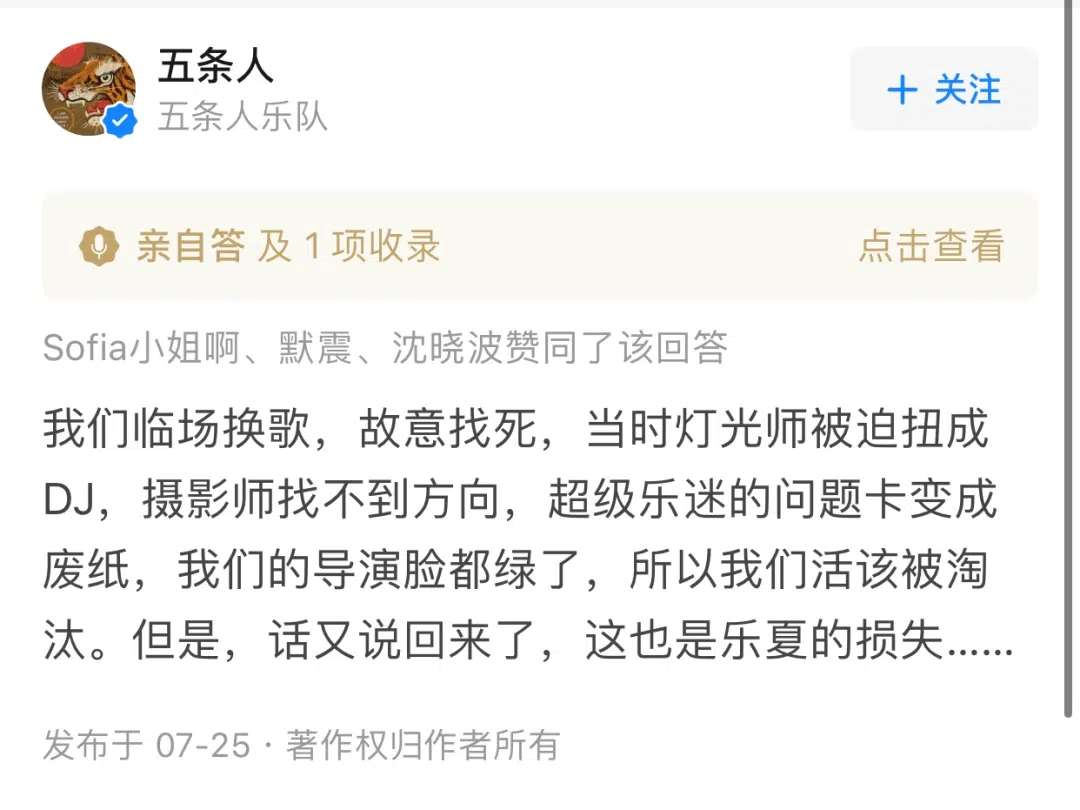 五条人
五条人乐队
+ 关注
亲自答 及 1 项收录
点击查看
Sofia小姐啊、默震、沈晓波赞同了该回答
我们临场换歌，故意找死，当时灯光师被迫扭成
DJ，摄影师找不到方向，超级乐迷的问题卡变成
废纸，我们的导演脸都绿了，所以我们活该被淘
汰。但是，话又说回来了，这也是乐夏的损失……
发布于 07-25 · 著作权归作者所有